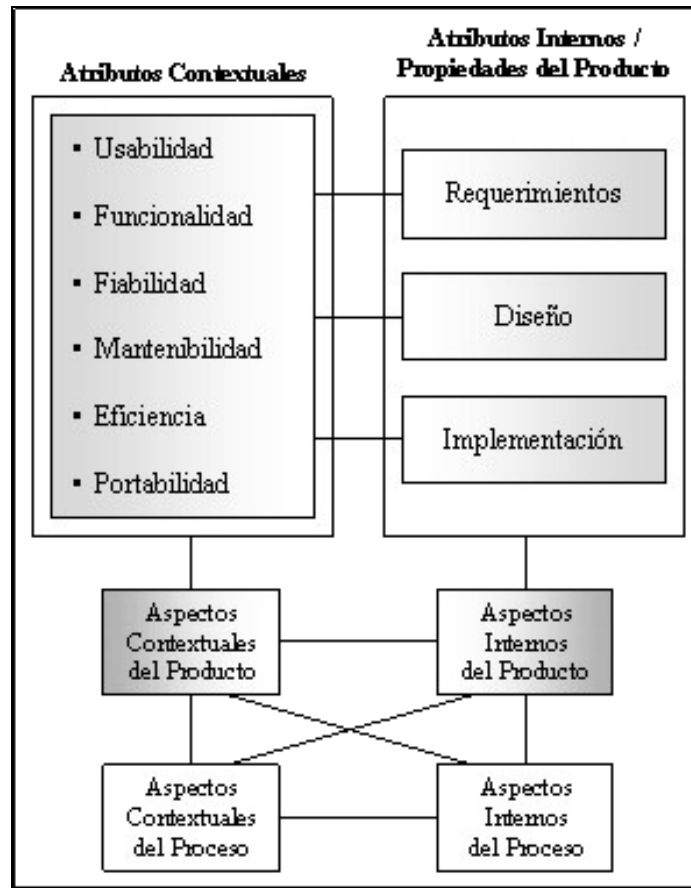 Atributos Contextuales
Atributos Internos /
Propiedades del Producto
▪ Usabilidad
▪ Funcionalidad
▪ Fiabilidad
▪ Mantenibilidad
▪ Eficiencia
▪ Portabilidad
Requerimientos
Diseño
Implementación
Aspectos
Contextuales
del Producto
Aspectos
Internos
del Producto
Aspectos
Contextuales
del Proceso
Aspectos
Internos
del Proceso